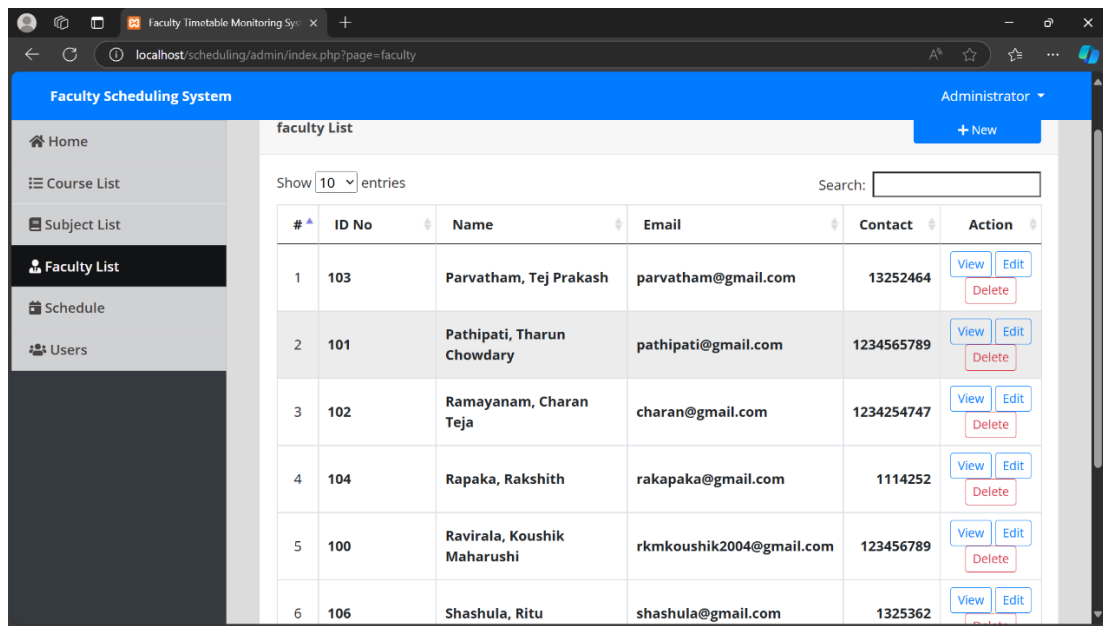 Faculty Timetable Monitoring Sys
localhost/scheduling/admin/index.php?page=faculty
Faculty Scheduling System
Administrator
Home
Course List
Subject List
Faculty List
Schedule
Users
faculty List
+ New
Show 10 entries
Search:
# ID No Name Email Contact Action
1 103 Parvatham, Tej Prakash parvatham@gmail.com 13252464 View Edit
Delete
2 101 Pathipati, Tharun pathipati@gmail.com 1234565789 View Edit
Chowdary Delete
3 102 Ramayanam, Charan charan@gmail.com 1234254747 View Edit
Teja Delete
4 104 Rapaka, Rakshith rakapaka@gmail.com 1114252 View Edit
Delete
5 100 Ravirala, Koushik rkmkoushik2004@gmail.com 123456789 View Edit
Maharushi Delete
6 106 Shashula, Ritu shashula@gmail.com 1325362 View Edit